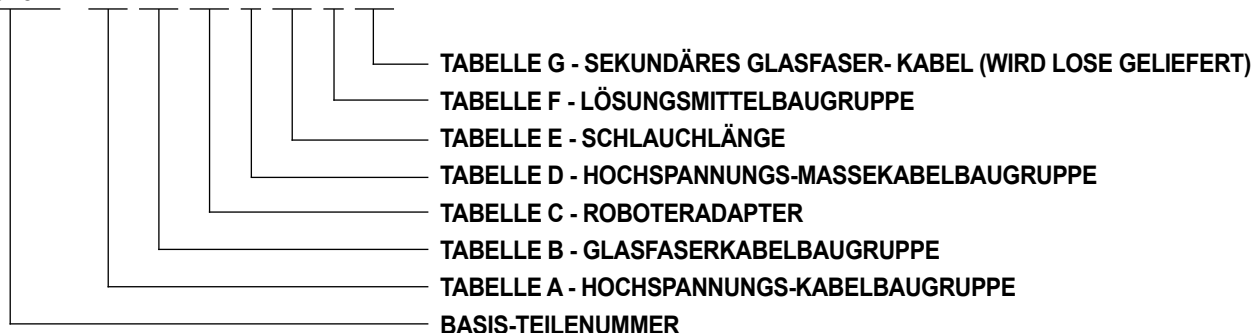 TABELLE G - SEKUNDÄRES GLASFASER- KABEL (WIRD LOSE GELIEFERT)
TABELLE F - LÖSUNGSMITTELBAUGRUPPE
TABELLE E - SCHLAUCHLÄNGE
TABELLE D - HOCHSPANNUNGS-MASSEKABELBAUGRUPPE
TABELLE C - ROBOTERADAPTER
TABELLE B - GLASFASERKABELBAUGRUPPE
TABELLE A - HOCHSPANNUNGS-KABELBAUGRUPPE
BASIS-TEILENUMMER